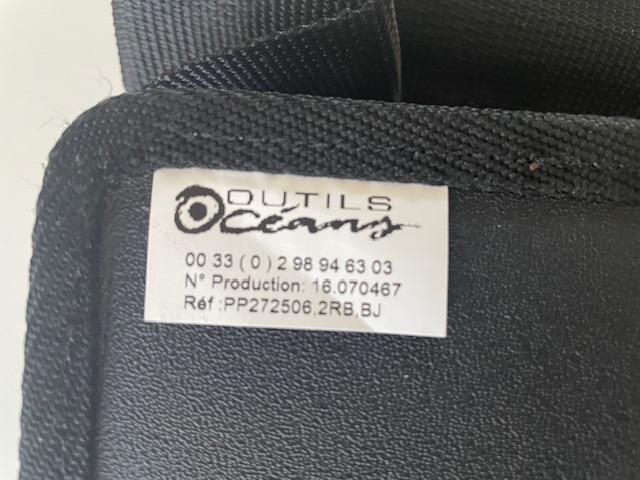 OUTILS
Océans
00 33 ( 0 ) 2 98 94 63 03
N° Production: 16.070467
Réf :PP272506,2RB,BJ